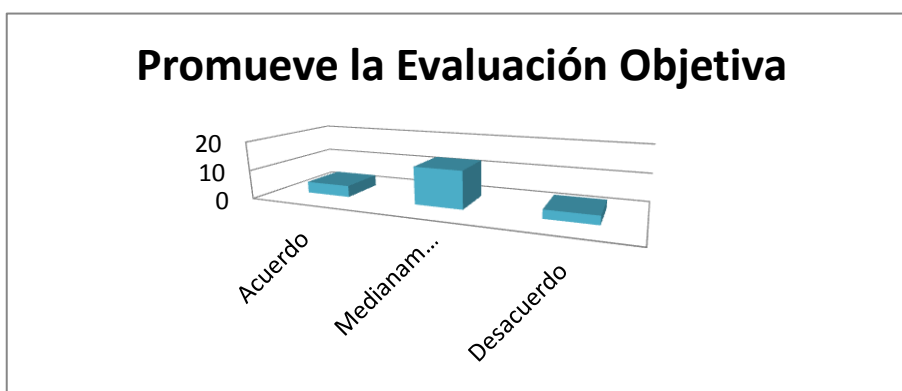 Promueve la Evaluación Objetiva
20
10
0
Acuerdo
Medianam...
Desacuerdo